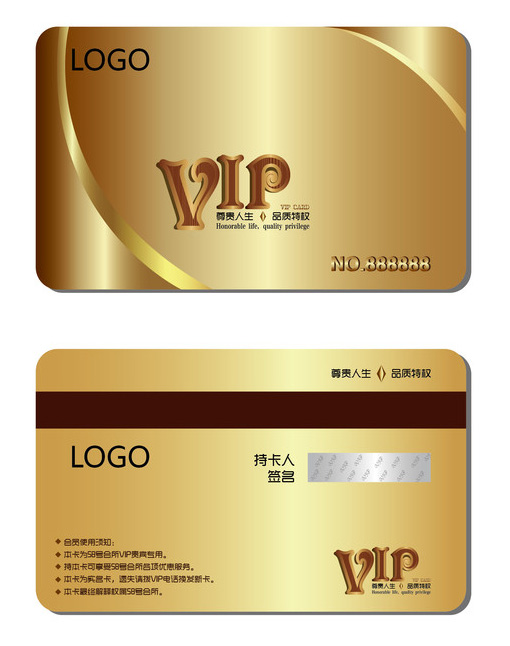 LOGO
VIP
VIP CARD
尊贵人生 品质特权
Honorable life, quality privilege
NO.888888
尊贵人生 品质特权
LOGO
持卡人
签名
会员使用须知：
本卡为58号会所VIP贵宾专用。
持本卡可享受58号会所各项优惠服务。
本卡为实名卡，遗失请拨VIP电话换发新卡。
本卡最终解释权属58号会所。
VIP
VIP CARD
尊贵人生 品质特权
Honorable life, quality privilege